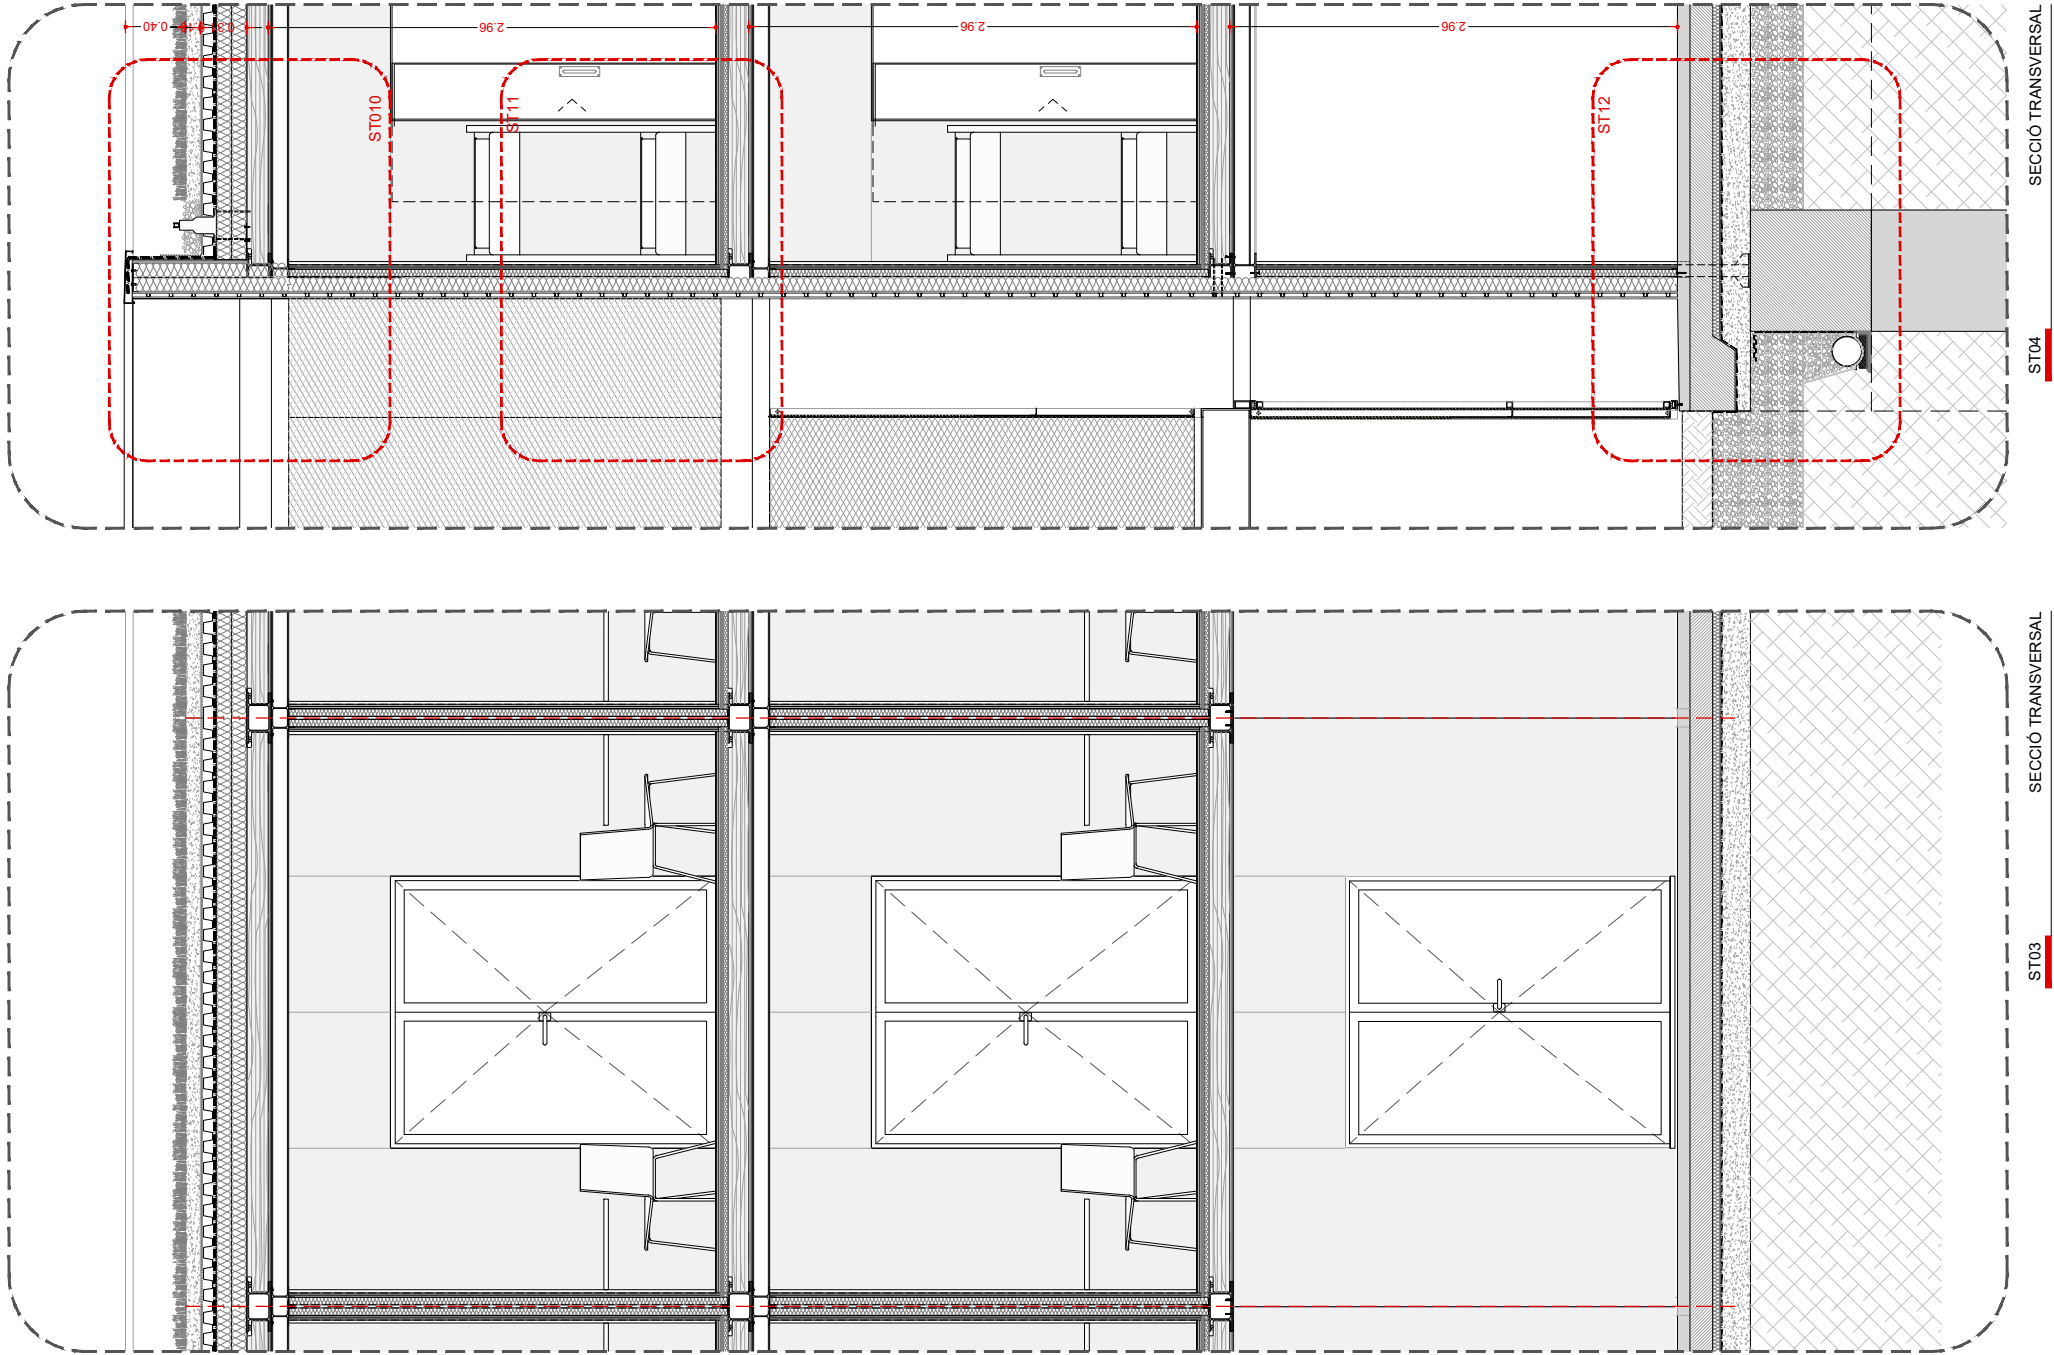 SECCIÓ TRANSVERSAL
ST04
0.40
2.96
2.96
2.96
ST010
ST11
ST12
SECCIÓ TRANSVERSAL
ST03